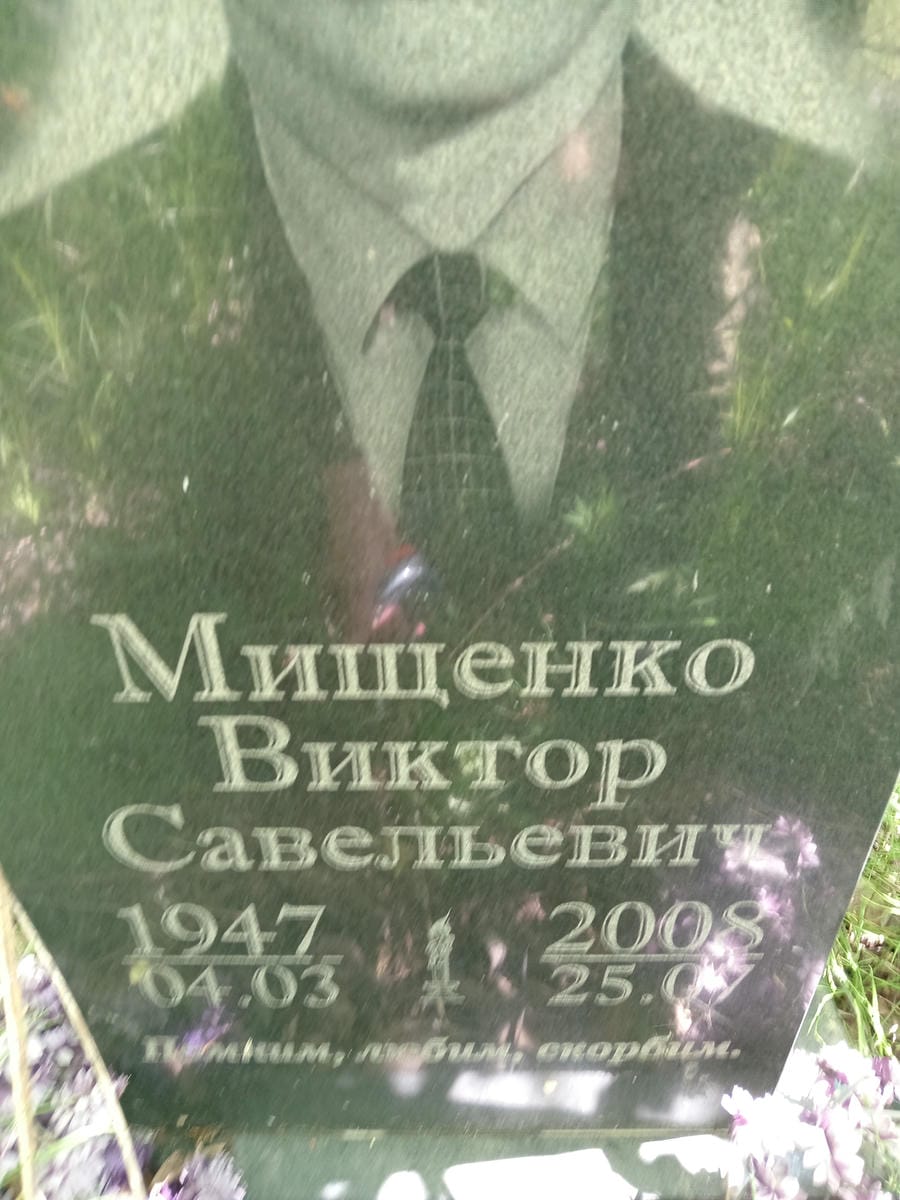 Мищенко
Виктор
Савельевич
1947 2008
04.03 25.07
Помним, любим, скорбим.